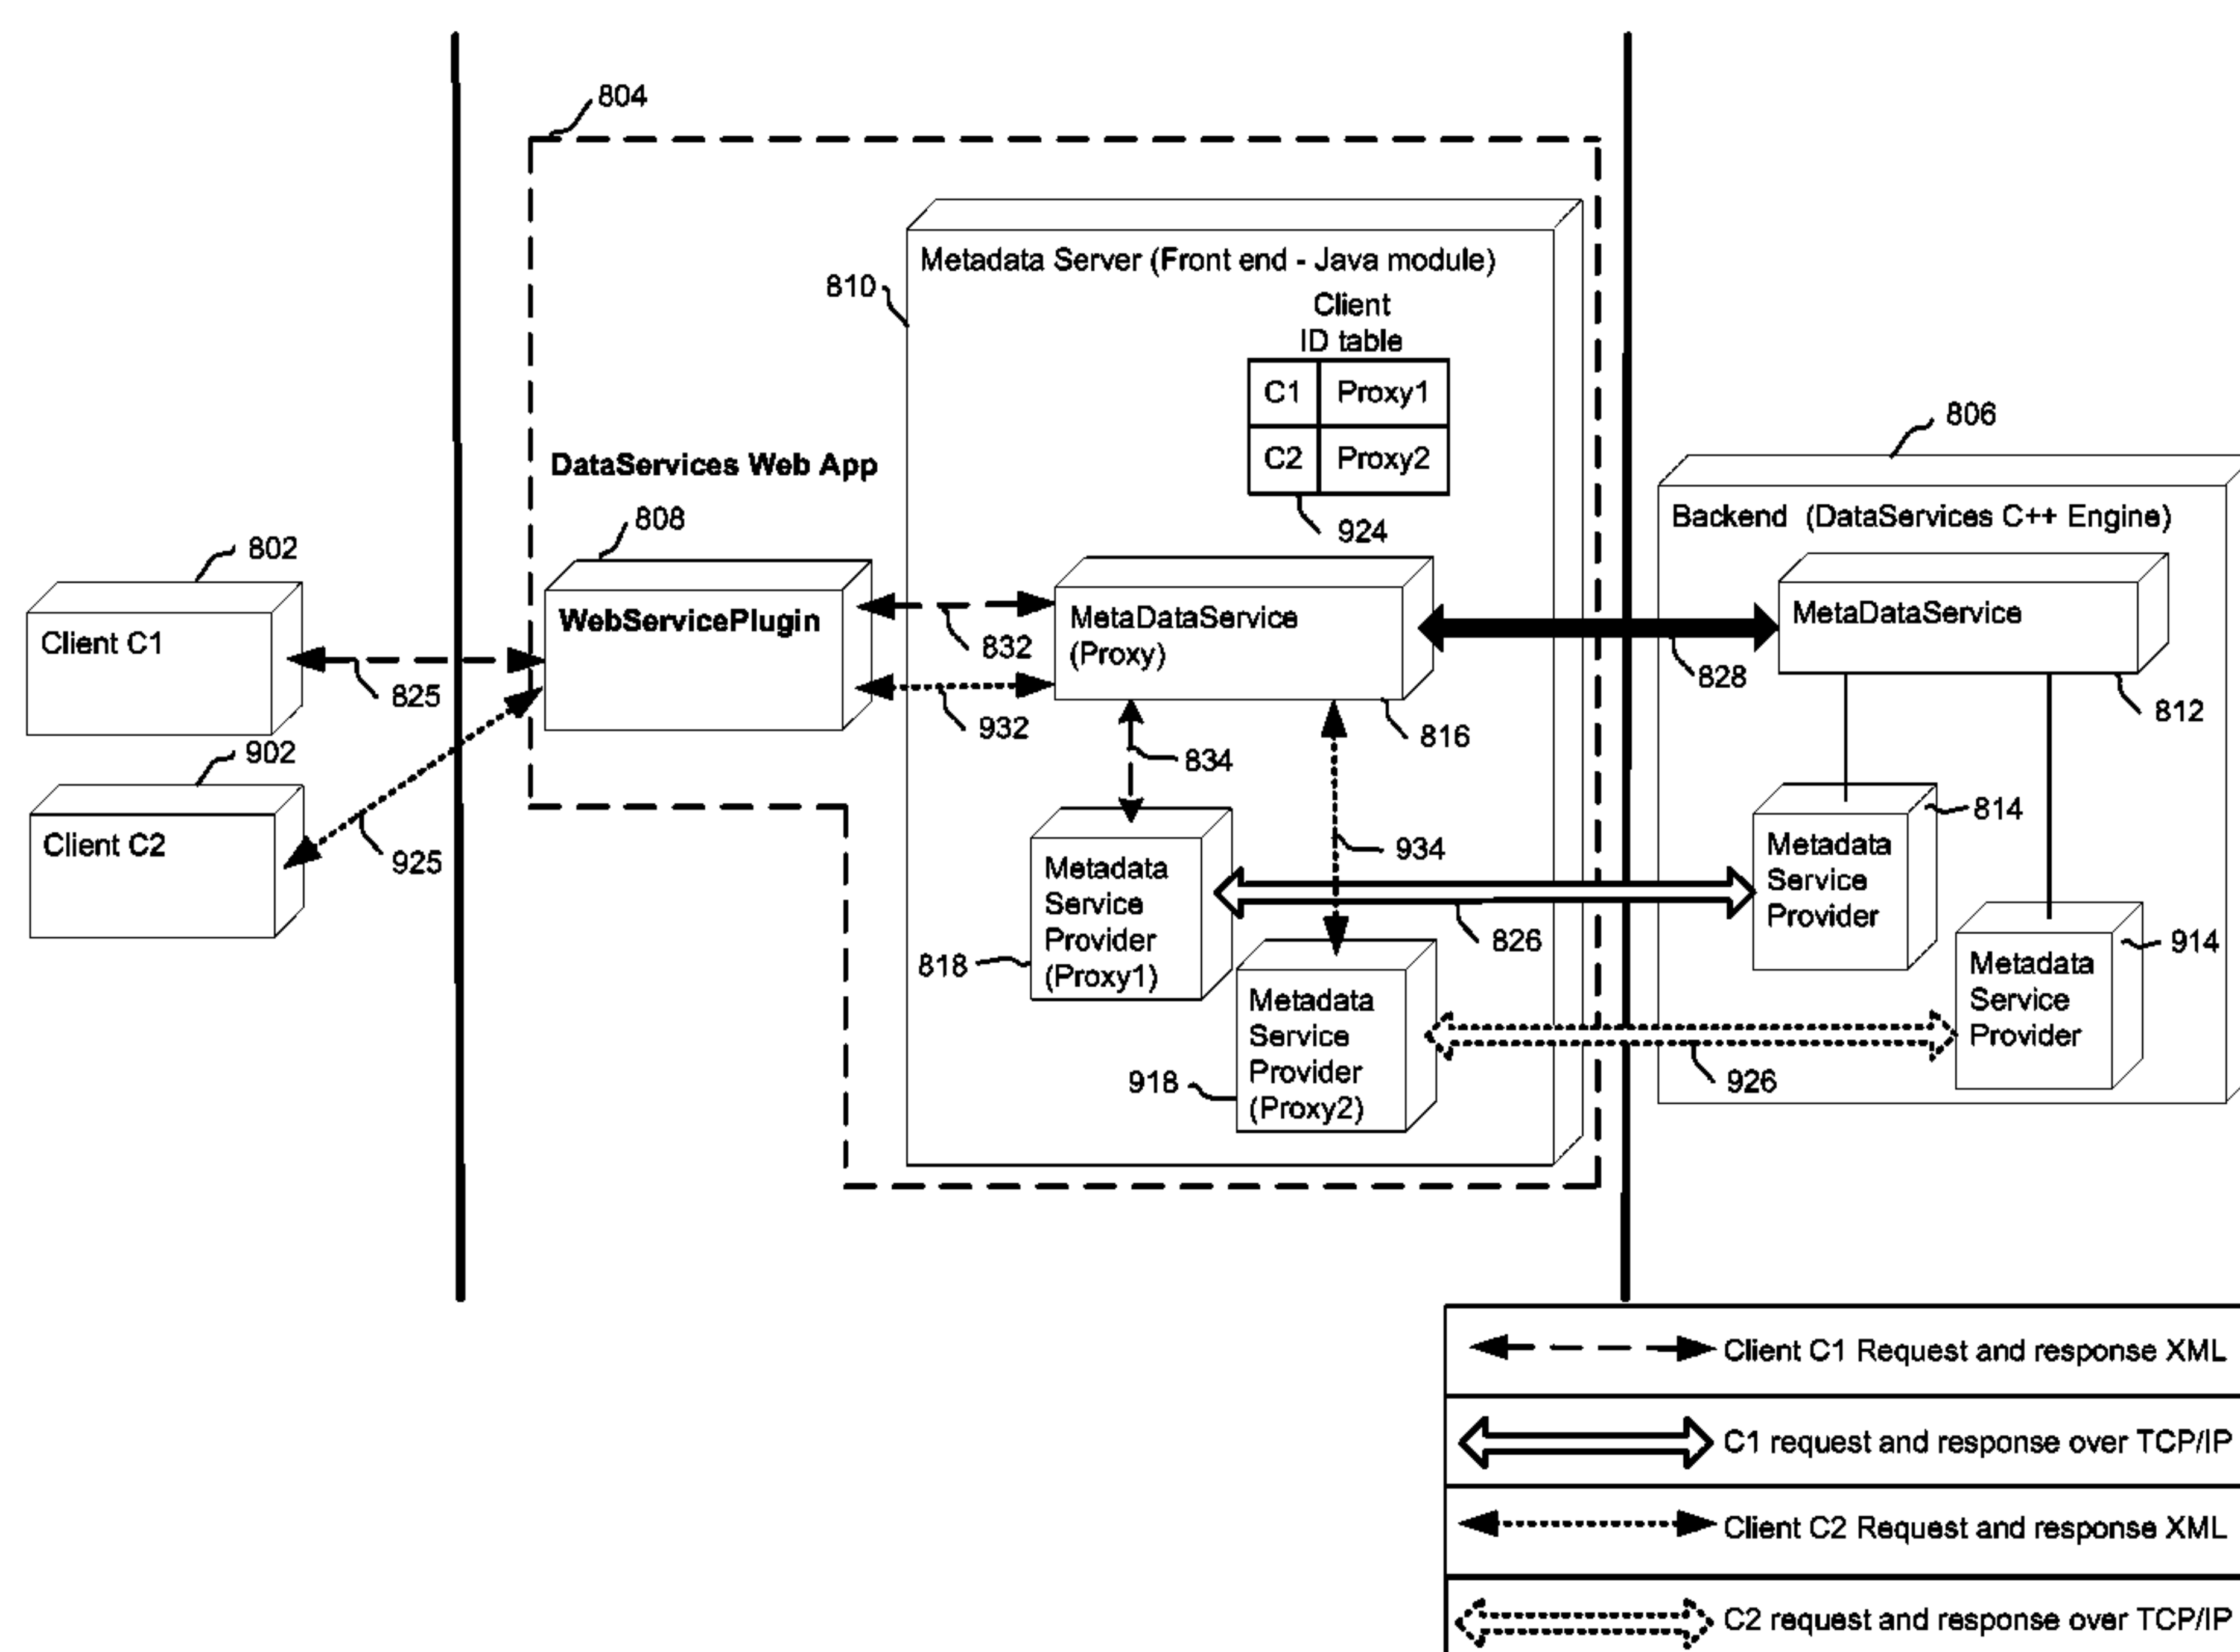 804
Metadata Server (Front end - Java module)
810
Client
ID table
C1 Proxy1
C2 Proxy2
924
806
DataServices Web App
808
WebServicePlugin
802
Client C1
825
902
Client C2
925
832
932
MetaDataService
(Proxy)
816
834
934
828
Backend (DataServices C++ Engine)
MetaDataService
812
Metadata
Service
Provider
(Proxy1)
818
826
Metadata
Service
Provider
814
Metadata
Service
Provider
(Proxy2)
918
926
Metadata
Service
Provider
914
Client C1 Request and response XML
C1 request and response over TCP/IP
Client C2 Request and response XML
C2 request and response over TCP/IP